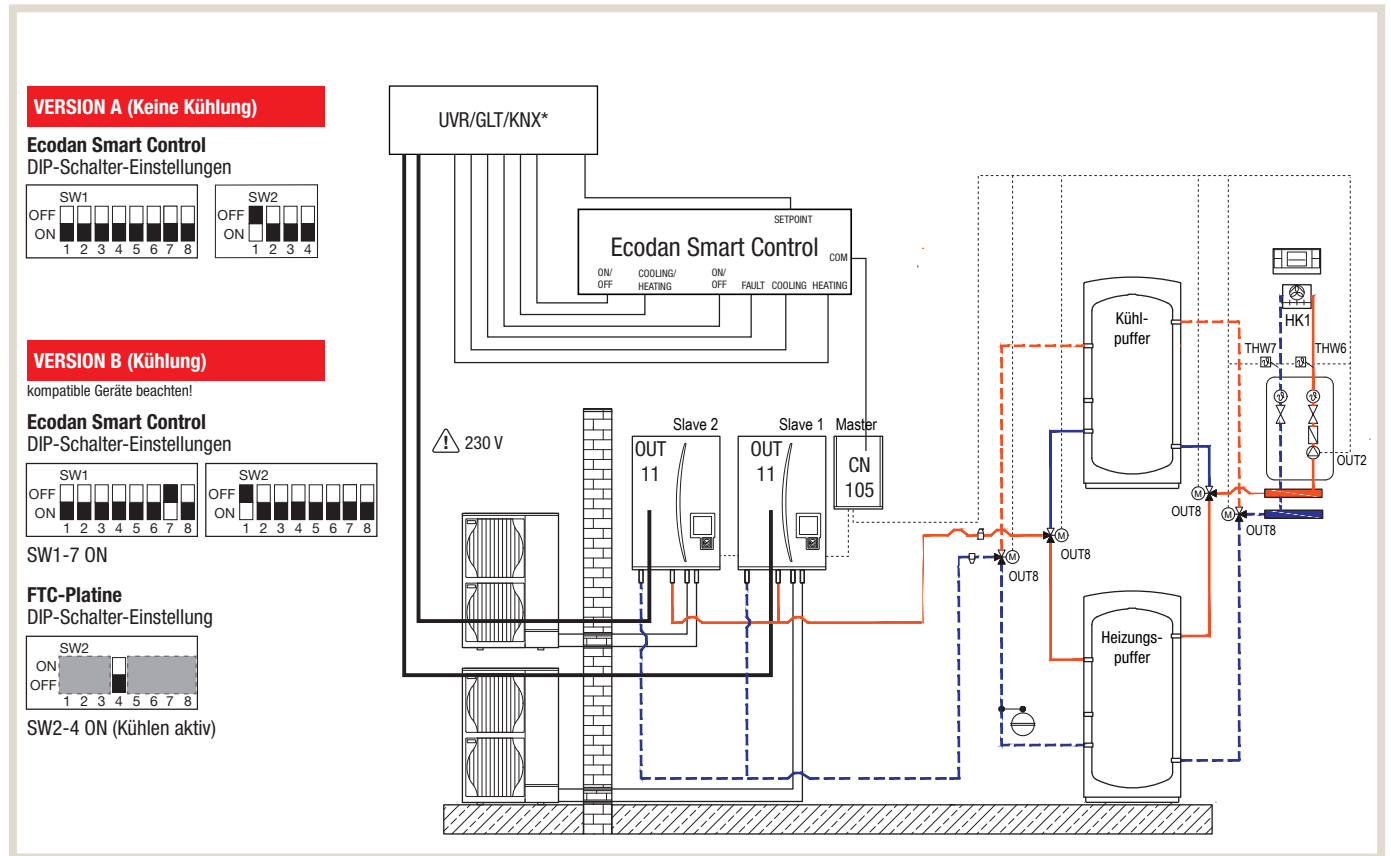 VERSION A (Keine Kühlung)
Ecodan Smart Control
DIP-Schalter-Einstellungen
SW1
OFF
ON
1 2 3 4 5 6 7 8
SW2
OFF
ON
1 2 3 4
VERSION B (Kühlung)
kompatible Geräte beachten!
Ecodan Smart Control
DIP-Schalter-Einstellungen
SW1
OFF
ON
1 2 3 4 5 6 7 8
SW2
OFF
ON
1 2 3 4 5 6 7 8
SW1-7 ON
FTC-Platine
DIP-Schalter-Einstellung
SW2
ON
OFF
1 2 3 4 5 6 7 8
SW2-4 ON (Kühlen aktiv)
UVR/GLT/KNX*
SETPOINT
Ecodan Smart Control
COM
ON/
OFF
COOLING/
HEATING
ON/
OFF
FAULT
COOLING
HEATING
230 V
Slave 2
OUT
11
Slave 1
OUT
11
Master
CN
105
M
OUT8
M
OUT8
Kühl-
puffer
Heizungs-
puffer
M
OUT8
M
OUT8
HK1
THW7
THW6
OUT2